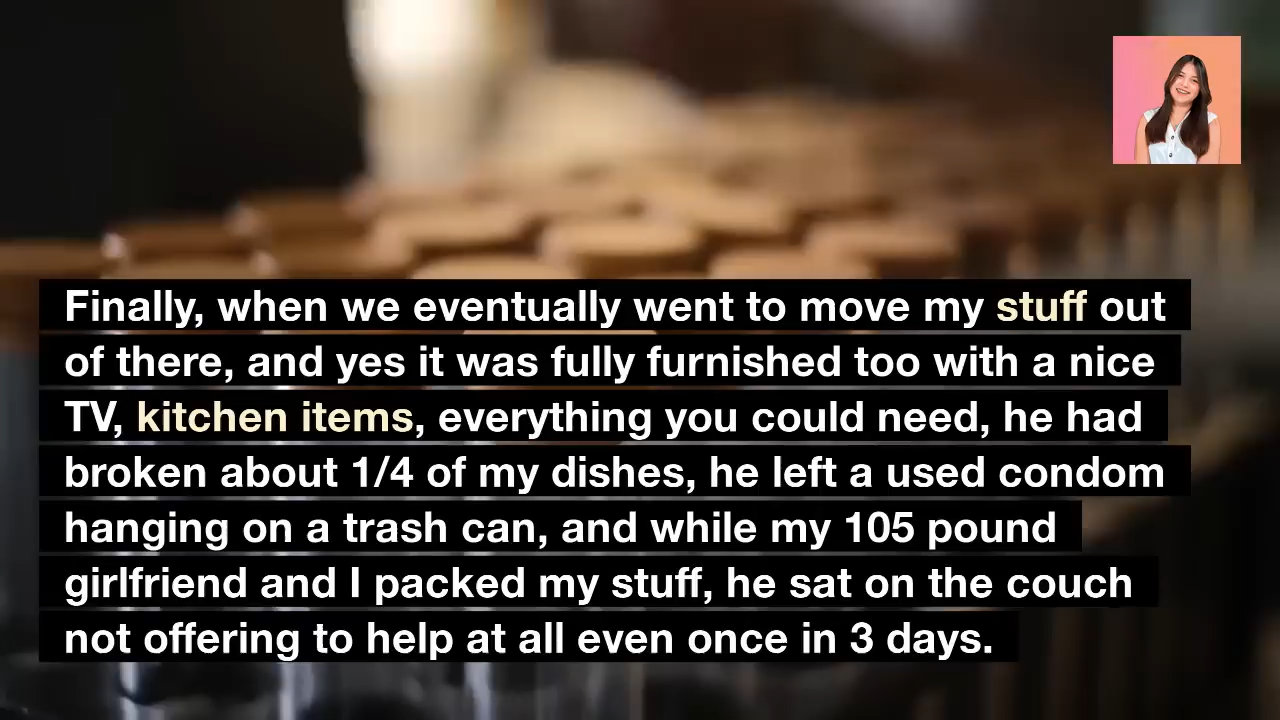 Finally, when we eventually went to move my stuff out
of there, and yes it was fully furnished too with a nice
TV, kitchen items, everything you could need, he had
broken about 1/4 of my dishes, he left a used condom
hanging on a trash can, and while my 105 pound
girlfriend and I packed my stuff, he sat on the couch
not offering to help at all even once in 3 days.